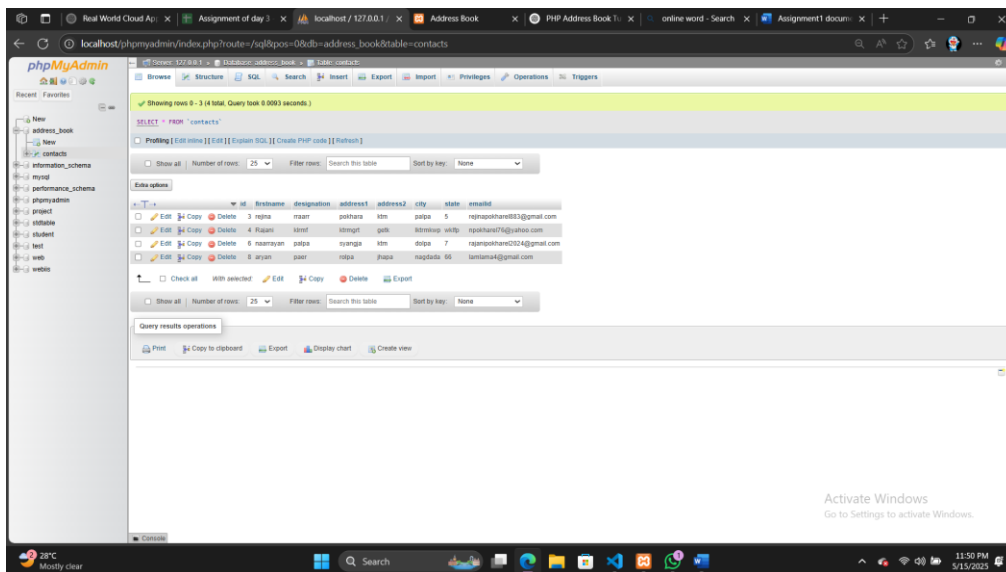 Real World Cloud Ap
Assignment of day 3
localhost / 127.0.0.1 /
Address Book
PHP Address Book Tu
online word - Search
Assignment1 docume
localhost/phpmyadmin/index.php?route=/sql&pos=0&db=address_book&table=contacts
phpMyAdmin
Recent Favorites
New
address_book
New
contacts
information_schema
mysql
performance_schema
phpmyadmin
project
stdtable
student
test
web
webiis
Server: 127.0.0.1 » Database: address_book » Table: contacts
Browse Structure SQL Search Insert Export Import Privileges Operations Triggers
Showing rows 0 - 3 (4 total, Query took 0.0093 seconds.)
SELECT * FROM `contacts`
Profiling [ Edit inline ] [ Edit ] [ Explain SQL ] [ Create PHP code ] [ Refresh ]
Show all | Number of rows: 25 Filter rows: Search this table Sort by key: None
Extra options
←T→ id firstname designation address1 address2 city state emailid
Edit Copy Delete 3 rejina maarr pokhara ktm palpa 5 rejinapokharel883@gmail.com
Edit Copy Delete 4 Rajani npokharel79@yahoo.com
Edit Copy Delete 6 naarrayan palpa syangja ktm dolpa 7 rajanipokharel2024@gmail.com
Edit Copy Delete 8 aryan paer rolpa jhapa nagdada 66 lamlama4@gmail.com
Check all With selected: Edit Copy Delete Export
Show all | Number of rows: 25 Filter rows: Search this table Sort by key: None
Query results operations
Print Copy to clipboard Export Display chart Create view
Activate Windows
Go to Settings to activate Windows.
Console
2
28°C
Mostly clear
Search
11:50 PM
5/15/2025